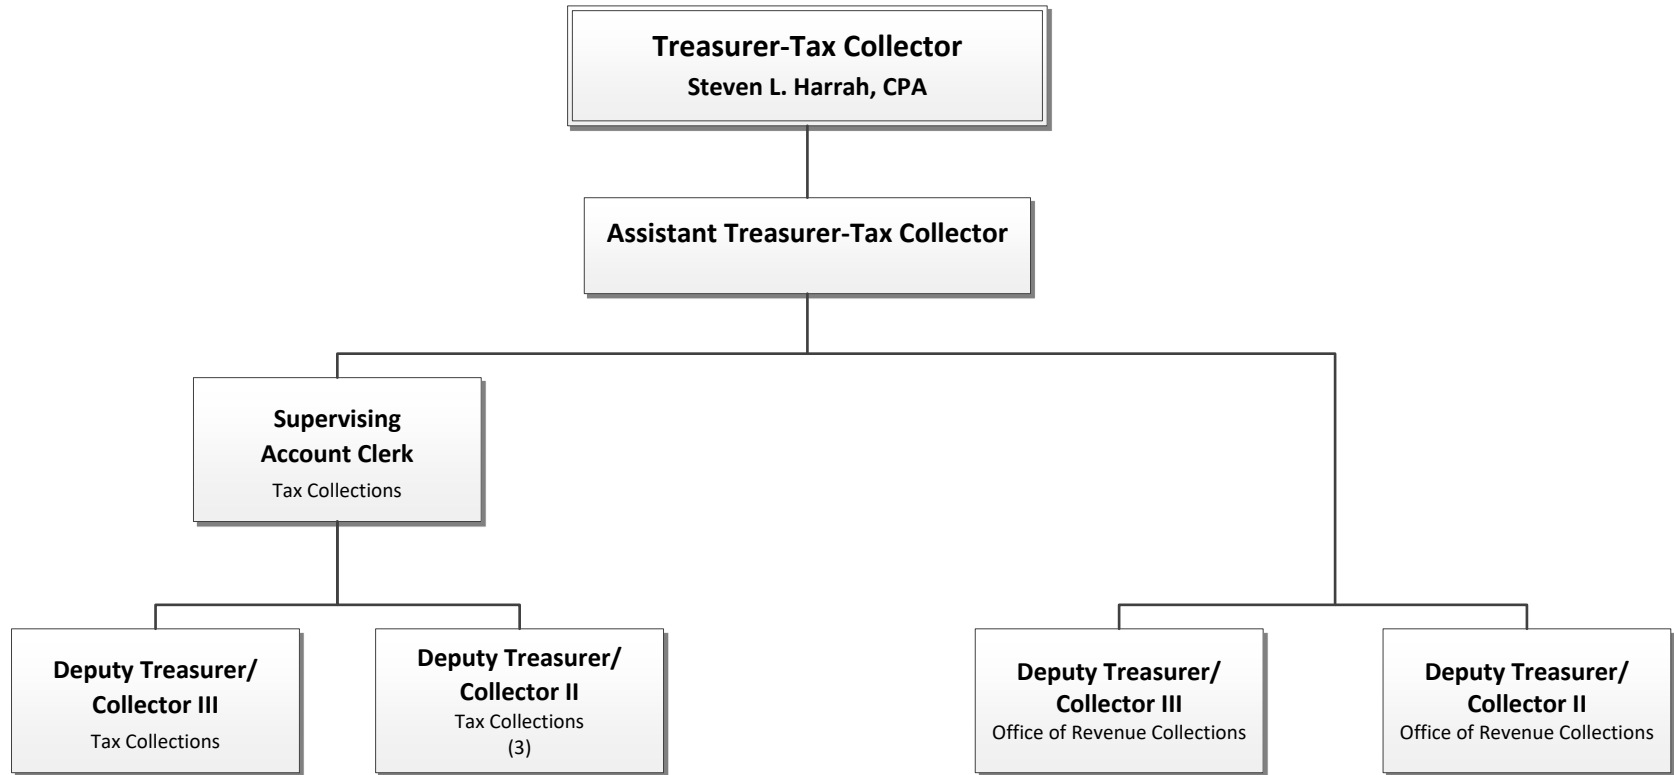 Treasurer-Tax Collector
Steven L. Harrah, CPA
Assistant Treasurer-Tax Collector
Supervising
Account Clerk
Tax Collections
Deputy Treasurer/
Collector III
Tax Collections
Deputy Treasurer/
Collector II
Tax Collections
(3)
Deputy Treasurer/
Collector III
Office of Revenue Collections
Deputy Treasurer/
Collector II
Office of Revenue Collections